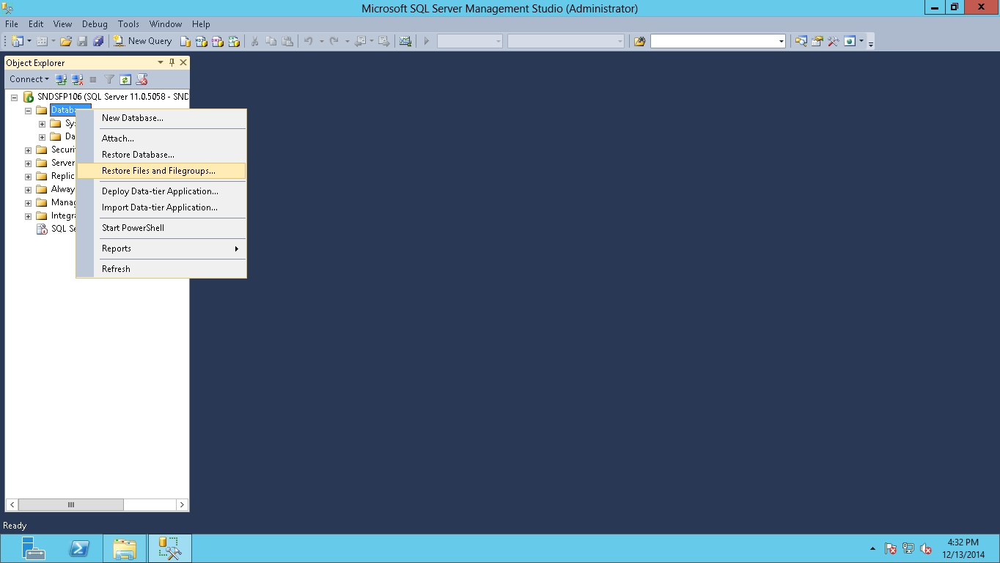 Microsoft SQL Server Management Studio (Administrator)
File Edit View Debug Tools Window Help
New Query
Object Explorer
Connect
SNDSFP106 (SQL Server 11.0.5058 - SND
Databa
Sys
Da
Securi
Server
Replic
Alway
Manag
Integra
SQL Se
New Database...
Attach...
Restore Database...
Restore Files and Filegroups...
Deploy Data-tier Application...
Import Data-tier Application...
Start PowerShell
Reports
Refresh
Ready
4:32 PM
12/13/2014